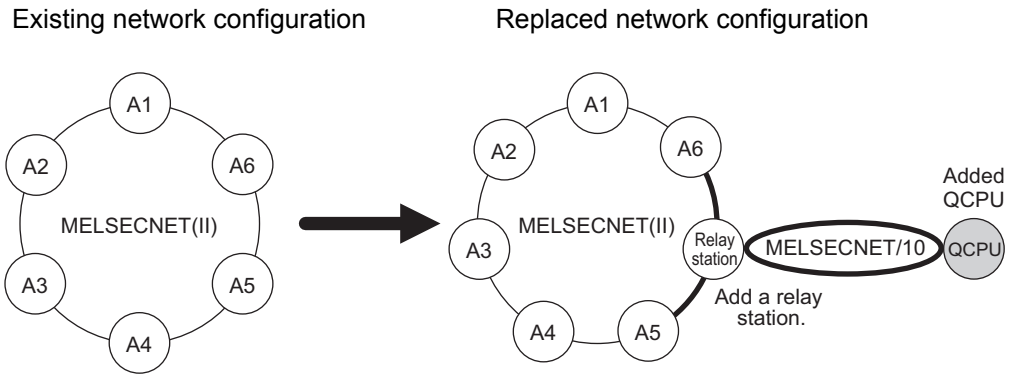 Existing network configuration
Replaced network configuration
A1
A2
A6
MELSECNET(II)
A3
A5
A4
A1
A2
A6
MELSECNET(II)
A3
Relay
station
A4
A5
Add a relay
station.
MELSECNET/10
Added
QCPU
QCPU